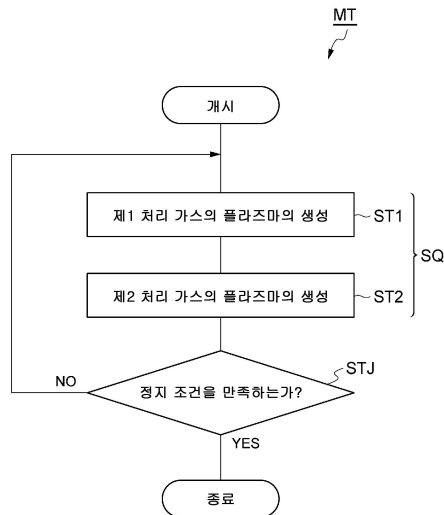 MT
개시
제1 처리 가스의 플라즈마의 생성
ST1
SQ
제2 처리 가스의 플라즈마의 생성
ST2
STJ
NO
정지 조건을 만족하는가?
YES
종료